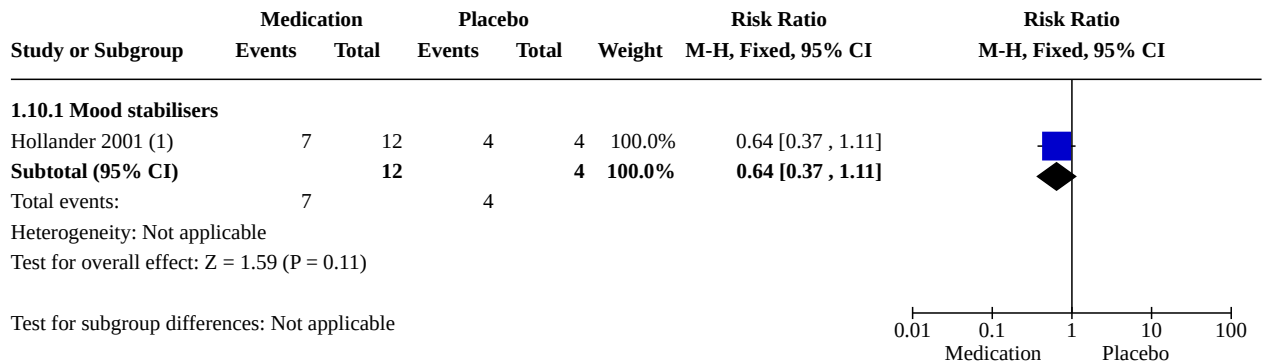 Medication Placebo Risk Ratio Risk Ratio
Study or Subgroup Events Total Events Total Weight M-H, Fixed, 95% CI M-H, Fixed, 95% CI
1.10.1 Mood stabilisers
Hollander 2001 (1) 7 12 4 4 100.0% 0.64 [0.37 , 1.11]
Subtotal (95% CI) 12 4 100.0% 0.64 [0.37 , 1.11]
Total events: 7 4
Heterogeneity: Not applicable
Test for overall effect: Z = 1.59 (P = 0.11)
Test for subgroup differences: Not applicable
0.01 0.1 1 10 100
Medication Placebo